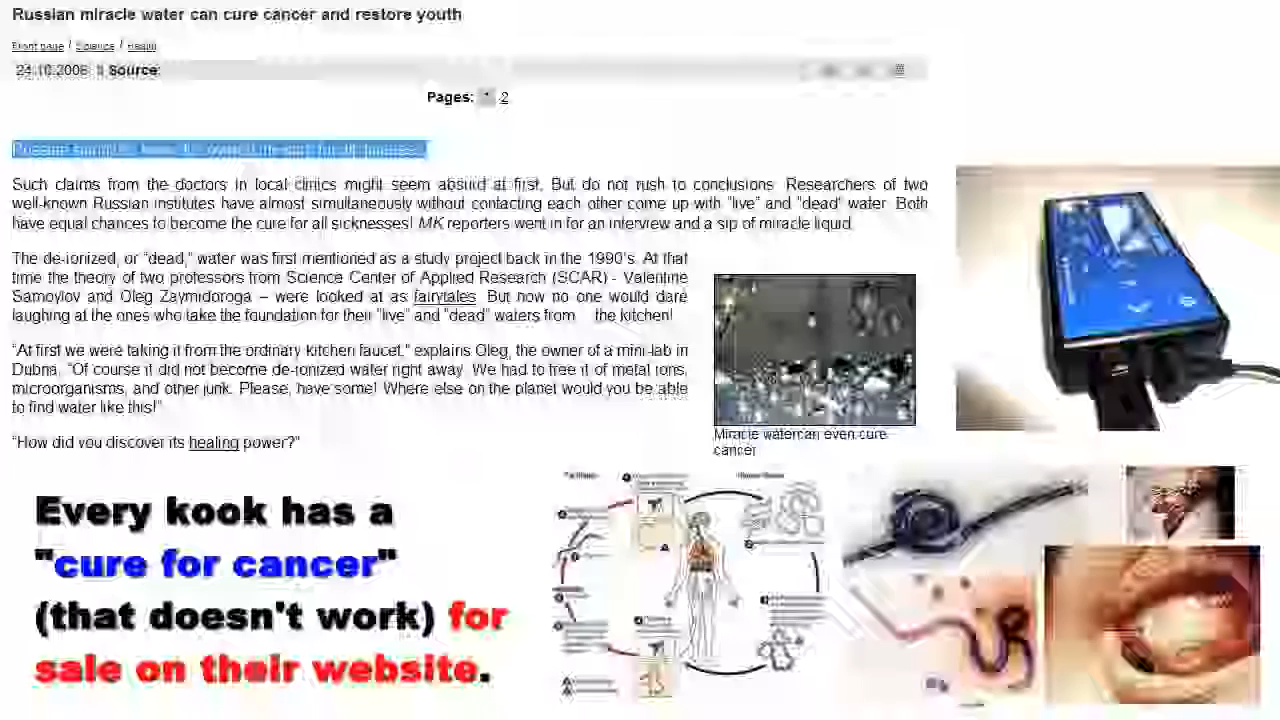 Russian miracle water can cure cancer and restore youth
Front page / Science / Health
24.10.2006 Source:
Pages: 2
Such claims from the doctors in local clinics might seem absurd at first. But do not rush to conclusions. Researchers of two
well-known Russian institutes have almost simultaneously without contacting each other come up with "live" and "dead" water. Both
have equal chances to become the cure for all sicknesses! MK reporters went in for an interview and a sip of miracle liquid.
The de-ionized, or "dead," water was first mentioned as a study project back in the 1990's. At that
time the theory of two professors from Science Center of Applied Research (SCAR) - Valentine
Samoylov and Oleg Zaymidoroga – were looked at as fairytales. But now no one would dare
laughing at the ones who take the foundation for their "live" and "dead" waters from the kitchen!
"At first we were taking it from the ordinary kitchen faucet," explains Oleg, the owner of a mini-lab in
Dubna. "Of course it did not become de-ionized water right away. We had to free it of metal ions,
microorganisms, and other junk. Please, have some! Where else on the planet would you be able
to find water like this!"
"How did you discover its healing power?"
Miracle water can even cure
cancer
Every kook has a
"cure for cancer"
(that doesn't work) for
sale on their website.